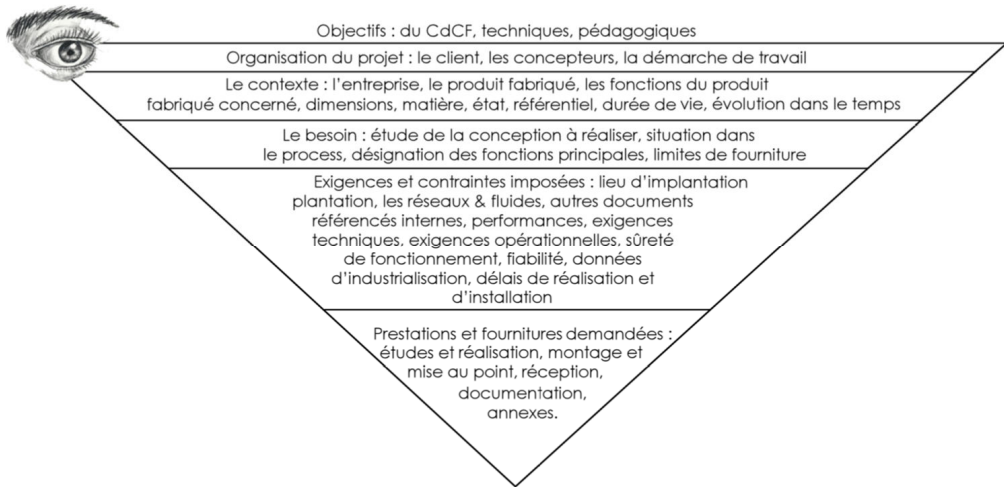 Objectifs : du CdCF, techniques, pédagogiques
Organisation du projet : le client, les concepteurs, la démarche de travail
Le contexte : l'entreprise, le produit fabriqué, les fonctions du produit
fabriqué concerné, dimensions, matière, état, référentiel, durée de vie, évolution dans le temps
Le besoin : étude de la conception à réaliser, situation dans
le process, désignation des fonctions principales, limites de fourniture
Exigences et contraintes imposées : lieu d'implantation
plantation, les réseaux & fluides, autres documents
référencés internes, performances, exigences
techniques, exigences opérationnelles, sûreté
de fonctionnement, fiabilité, données
d'industrialisation, délais de réalisation et
d'installation
Prestations et fournitures demandées :
études et réalisation, montage et
mise au point, réception,
documentation,
annexes.